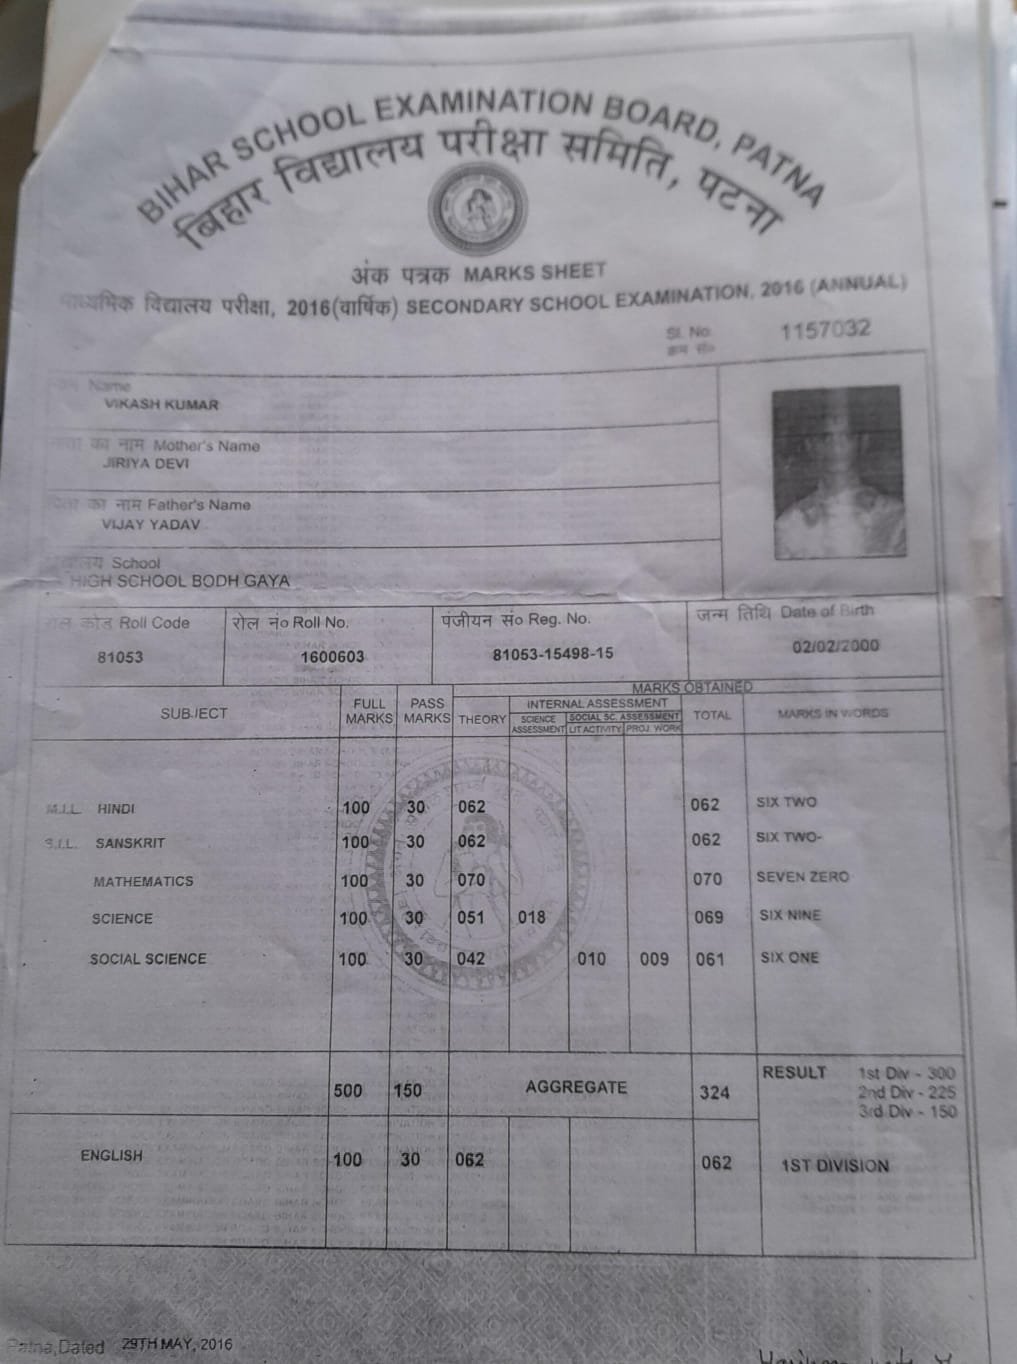 BIHAR SCHOOL EXAMINATION BOARD, PATNA
बिहार विद्यालय परीक्षा समिति, पटना
अंक पत्रक MARKS SHEET
माध्यमिक विद्यालय परीक्षा, 2016(वार्षिक) SECONDARY SCHOOL EXAMINATION, 2016 (ANNUAL)
Sl. No. 1157032
क्रम सं०
नाम Name
VIKASH KUMAR
माता का नाम Mother's Name
JIRIYA DEVI
पिता का नाम Father's Name
VIJAY YADAV
School
HIGH SCHOOL BODH GAYA
रोल कोड Roll Code रोल नं० Roll No. पंजीयन सं० Reg. No. जन्म तिथि Date of Birth
81053 1600603 81053-15498-15 02/02/2000
SUBJECT FULL MARKS PASS MARKS MARKS OBTAINED
THEORY INTERNAL ASSESSMENT TOTAL MARKS IN WORDS
SCIENCE ASSESSMENT SOCIAL SC. ASSESSMENT
LIT ACTIVITY PROJ. WORK
M.I.L. HINDI 100 30 062 062 SIX TWO
S.I.L. SANSKRIT 100 30 062 062 SIX TWO-
MATHEMATICS 100 30 070 070 SEVEN ZERO
SCIENCE 100 30 051 018 069 SIX NINE
SOCIAL SCIENCE 100 30 042 010 009 061 SIX ONE
500 150 AGGREGATE 324 RESULT 1st Div - 300
2nd Div - 225
3rd Div - 150
ENGLISH 100 30 062 062 1ST DIVISION
Patna,Dated 29TH MAY, 2016